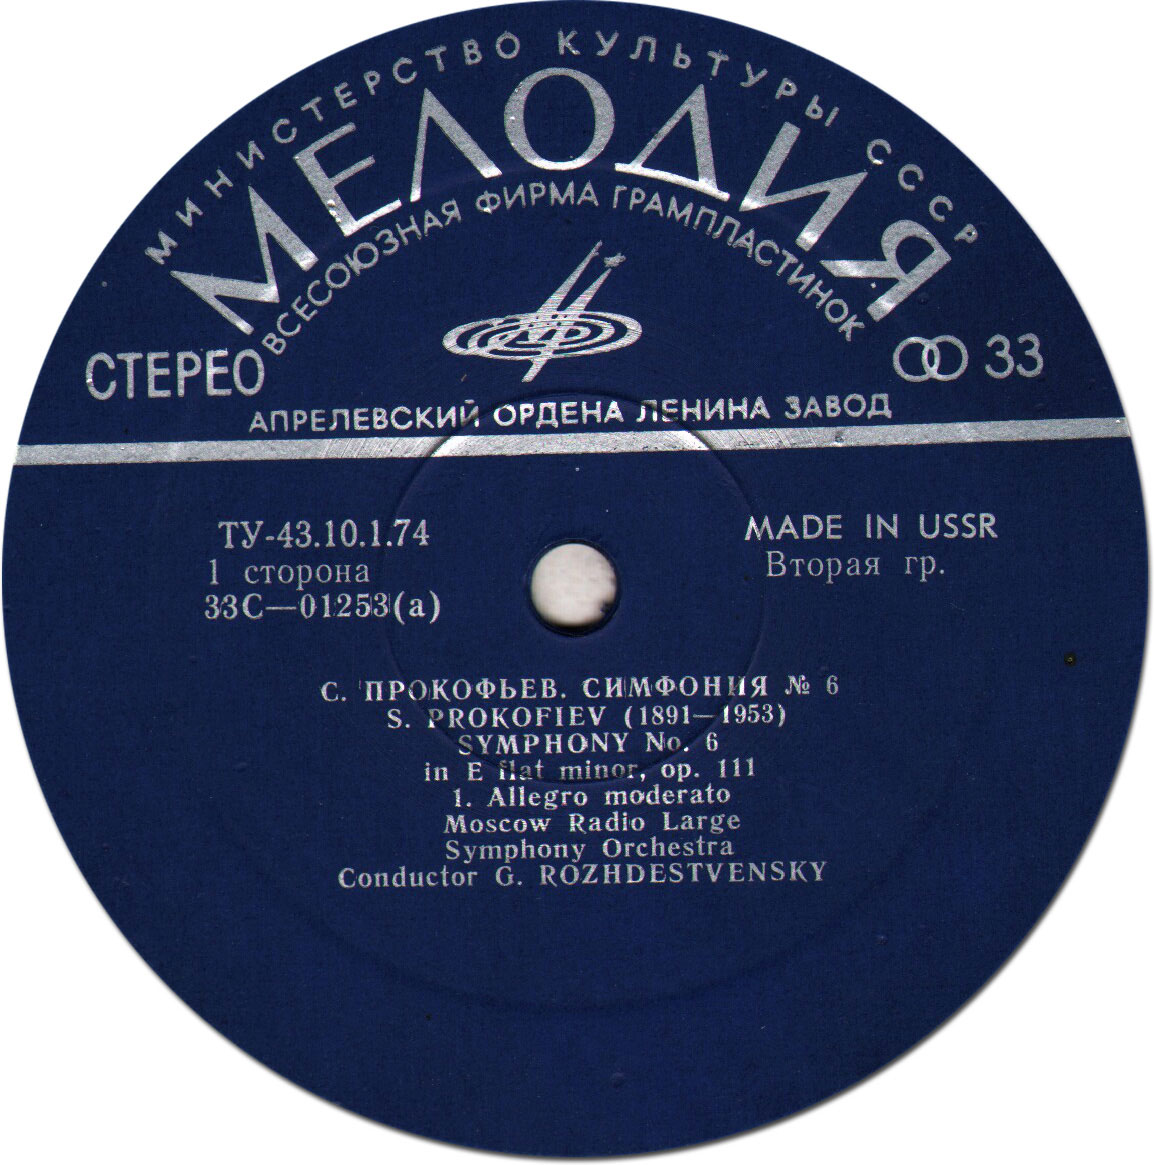 МИНИСТЕРСТВО КУЛЬТУРЫ СССР
МЕЛОДИЯ
ВСЕСОЮЗНАЯ ФИРМА ГРАМПЛАСТИНОК
СТЕРЕО
33
АПРЕЛЕВСКИЙ ОРДЕНА ЛЕНИНА ЗАВОД
ТУ-43.10.1.74
MADE IN USSR
1 сторона
Вторая гр.
33С—01253(а)
С. ПРОКОФЬЕВ. СИМФОНИЯ № 6
S. PROKOFIEV (1891—1953)
SYMPHONY No. 6
in E flat minor, op. 111
1. Allegro moderato
Moscow Radio Large
Symphony Orchestra
Conductor G. ROZHDESTVENSKY